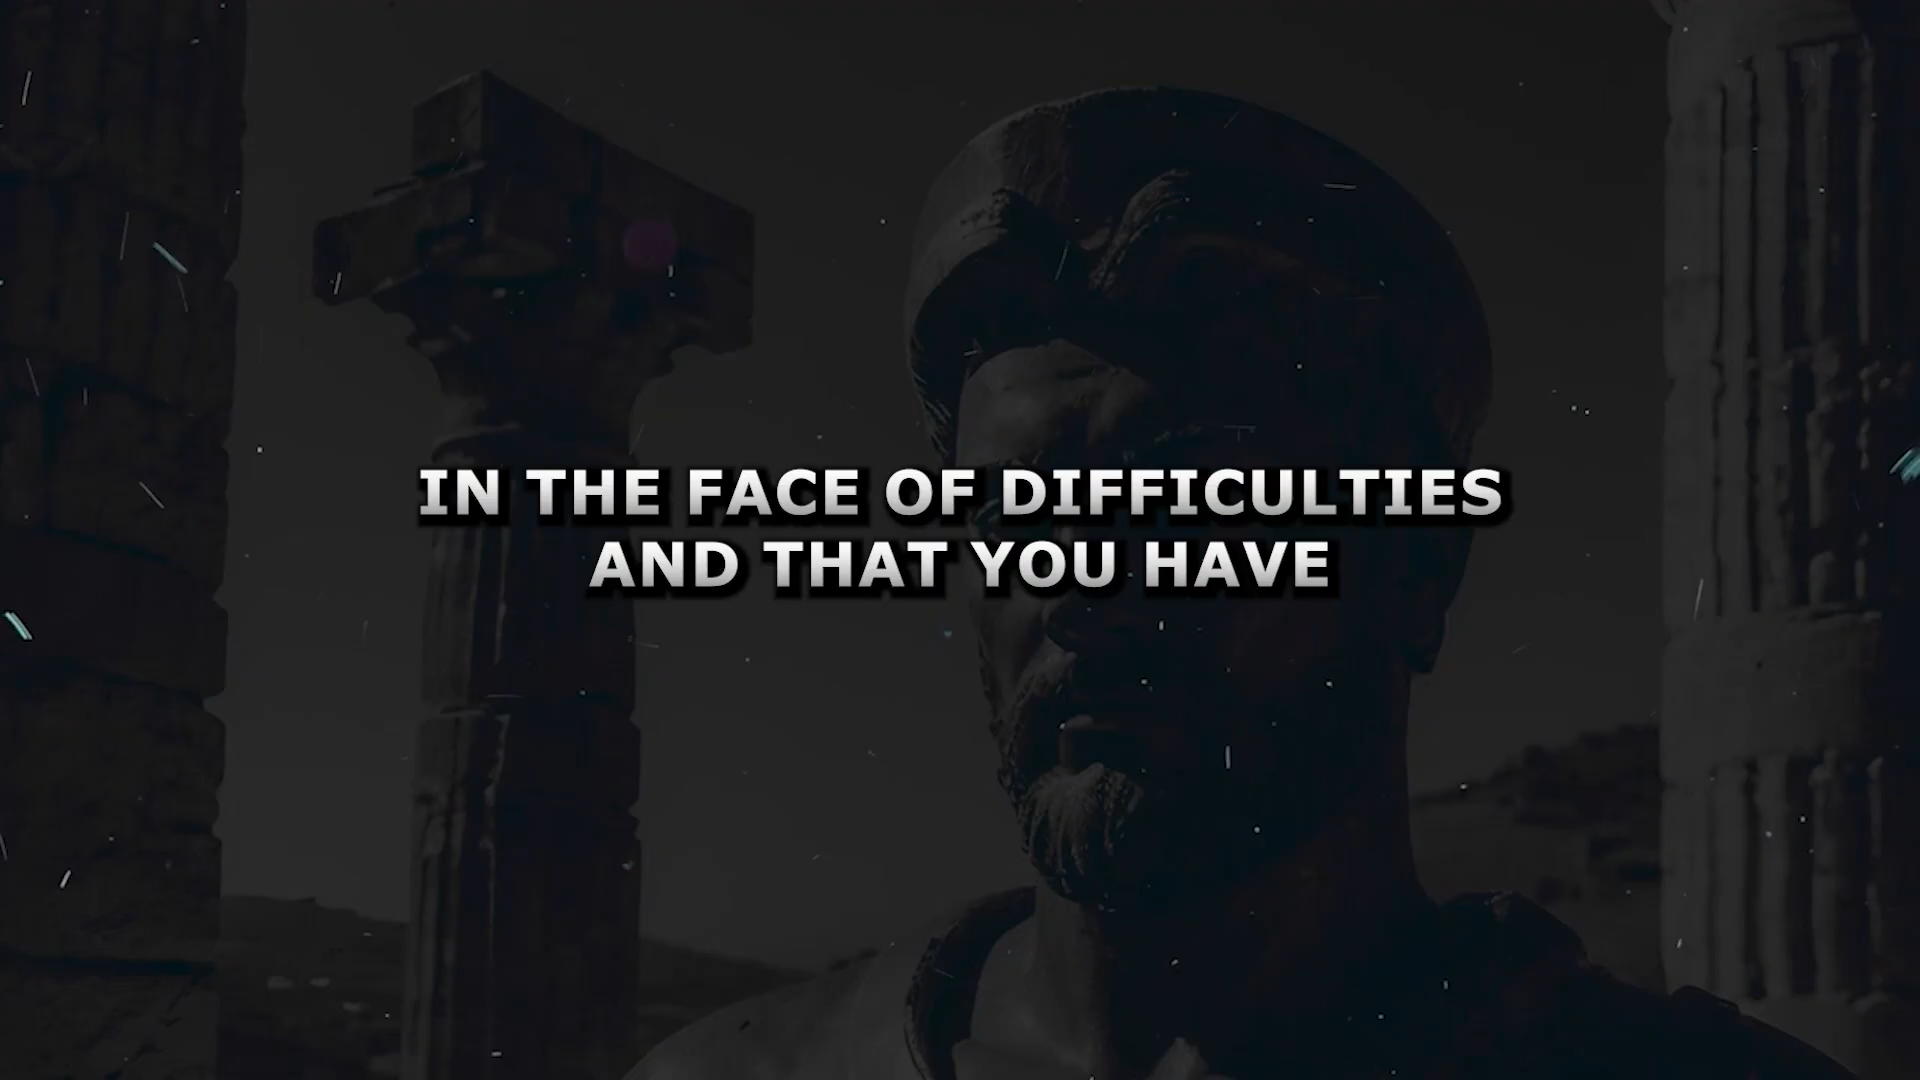 IN THE FACE OF DIFFICULTIES
AND THAT YOU HAVE